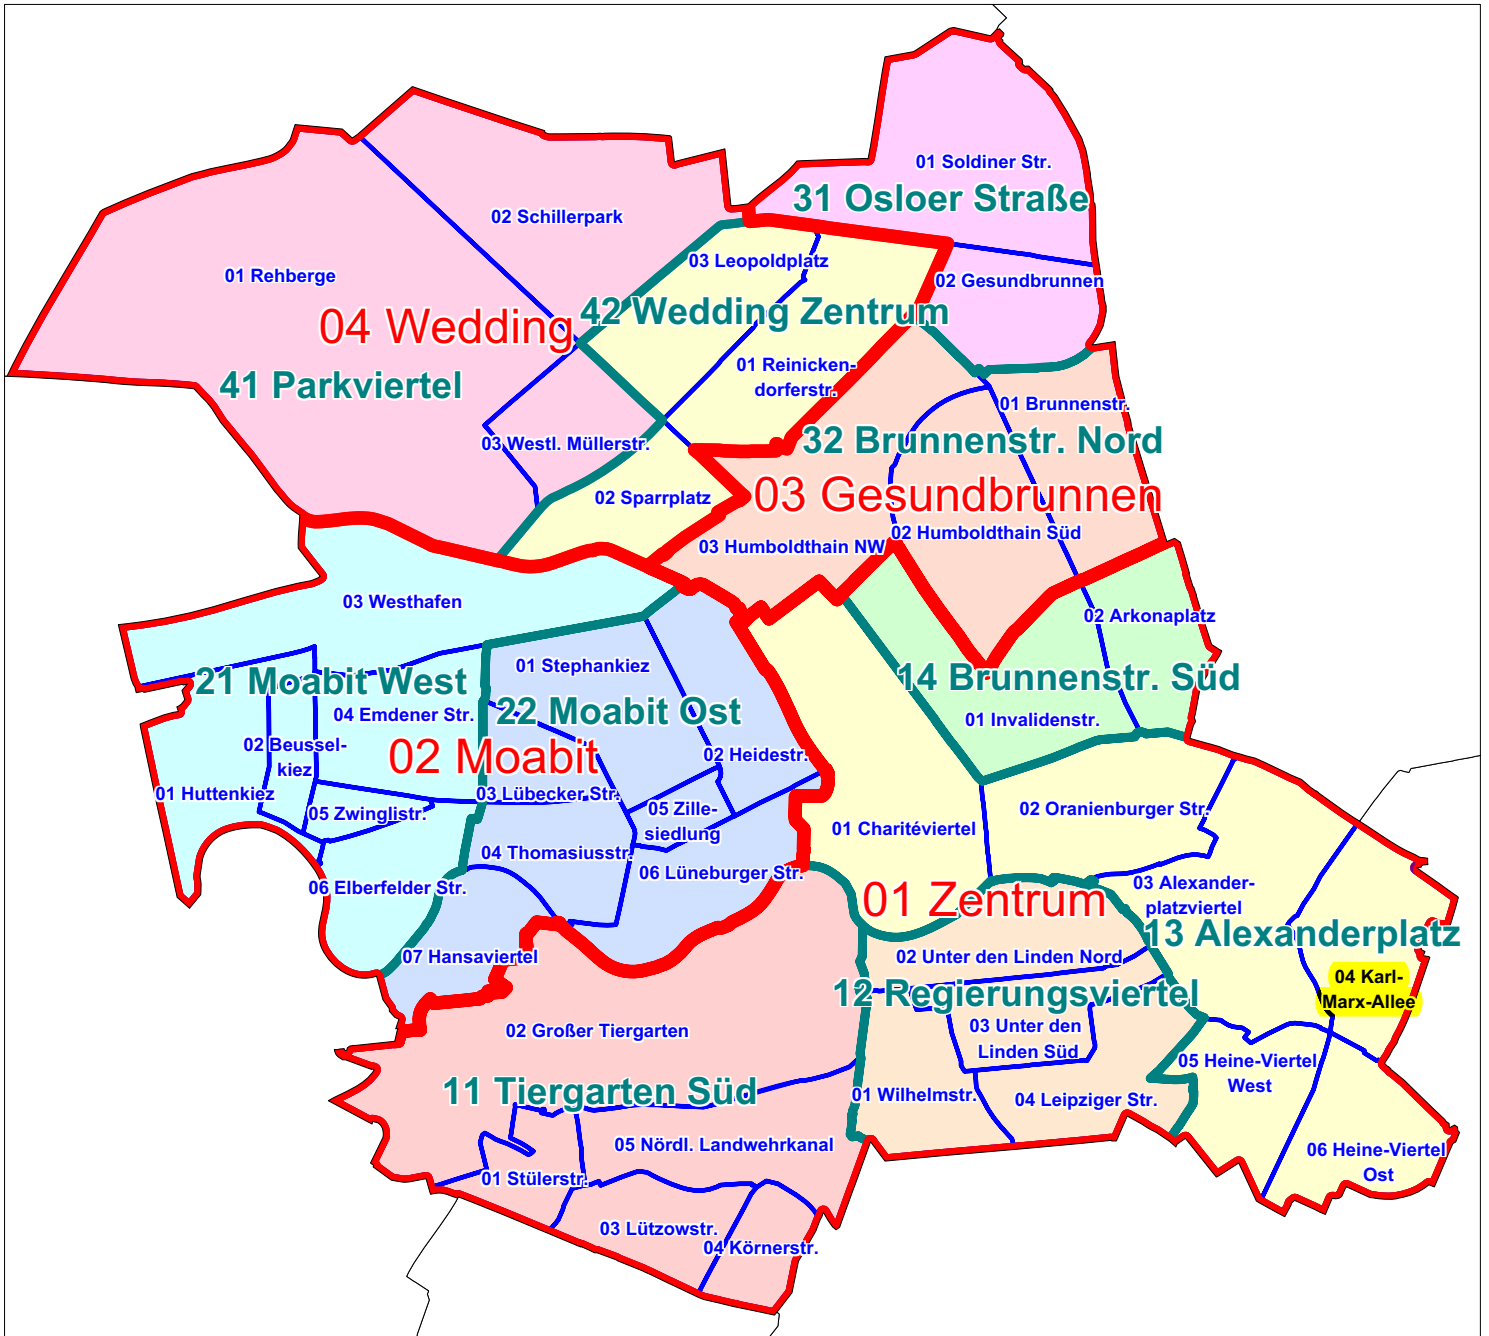 01 Soldiner Str.
31 Osloer Straße
02 Schillerpark
03 Leopoldplatz
01 Rehberge
02 Gesundbrunnen
42 Wedding Zentrum
04 Wedding
01 Reinicken-
dorferstr.
41 Parkviertel
01 Brunnenstr.
03 Westl. Müllerstr.
32 Brunnenstr. Nord
02 Sparrplatz
03 Gesundbrunnen
02 Humboldthain Süd
03 Humboldthain NW
03 Westhafen
02 Arkonaplatz
01 Stephankiez
21 Moabit West
14 Brunnenstr. Süd
04 Emdener Str.
22 Moabit Ost
01 Invalidenstr.
02 Beussel-
kiez
02 Moabit
02 Heidestr.
01 Huttenkiez
03 Lübecker Str.
05 Zwinglistr.
05 Zille-
siedlung
02 Oranienburger Str.
01 Charitéviertel
04 Thomasiusstr.
06 Lüneburger Str.
06 Elberfelder Str.
03 Alexander-
platzviertel
01 Zentrum
13 Alexanderplatz
07 Hansaviertel
02 Unter den Linden Nord
04 Karl-
Marx-Allee
12 Regierungsviertel
02 Großer Tiergarten
03 Unter den
Linden Süd
05 Heine-Viertel
West
11 Tiergarten Süd
01 Wilhelmstr.
04 Leipziger Str.
05 Nördl. Landwehrkanal
06 Heine-Viertel
Ost
01 Stülerstr.
03 Lützowstr.
04 Körnerstr.